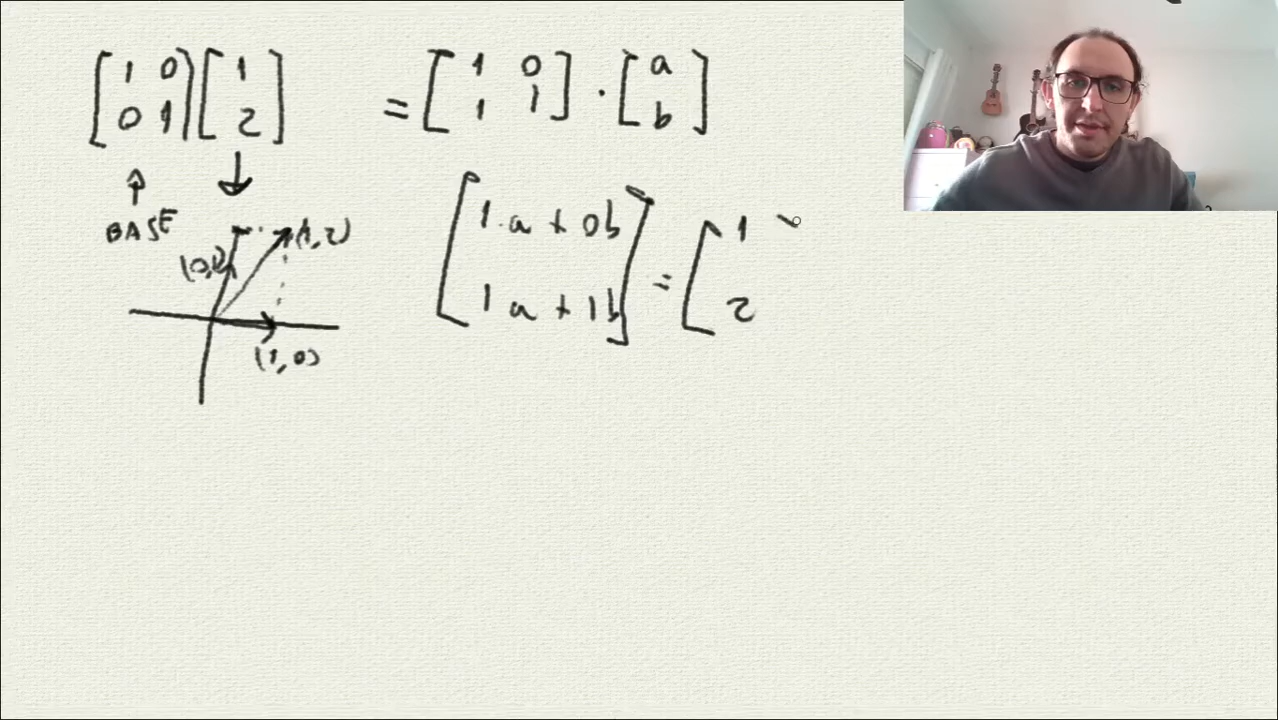 [1 0] [1] = [1 0] · [a]
[0 1] [2]   [1 1]   [b]
BASE
(1,2)
(0,1)
(1,0)
[1·a + 0b] = [1
[1a + 1b]    [2